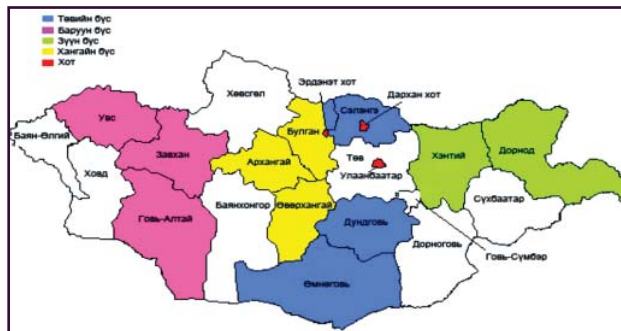 Төвийн бүс
Баруун бүс
Зүүн бүс
Хангайн бүс
Хот
Эрдэнэт хот
Хөвсгөл
Сэлэнгэ
Дархан хот
Увс
Баян-Өлгий
Булган
Завхан
Ховд
Архангай
Төв
Улаанбаатар
Хантий
Дорнод
Баянхонгор
Өвөрхангай
Сүхбаатар
Говь-Алтай
Дундговь
Дорноговь
Говь-Сүмбэр
Өмнөговь